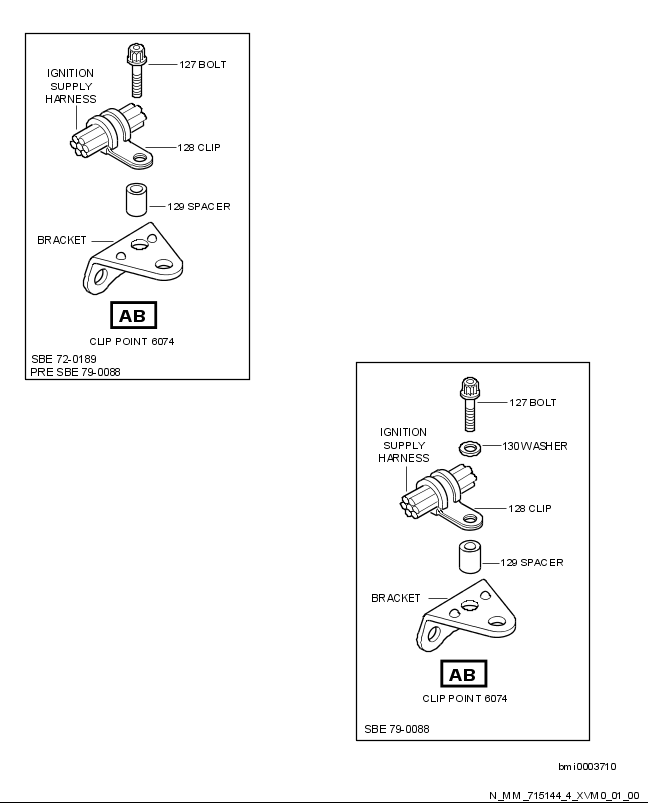 127 BOLT
IGNITION
SUPPLY
HARNESS
128 CLIP
129 SPACER
BRACKET
AB
CLIP POINT 6074
SBE 72-0189
PRE SBE 79-0088
127 BOLT
IGNITION
SUPPLY
HARNESS
130 WASHER
128 CLIP
129 SPACER
BRACKET
AB
CLIP POINT 6074
SBE 79-0088
bmi0003710
N_MM_715144_4_XVM0_01_00